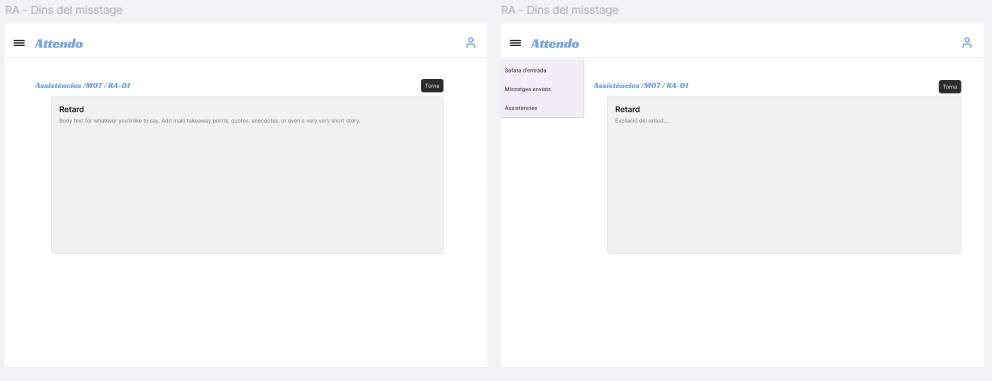 RA - Dins del misstage
Attendo
Assistències /M07 / RA-01
Torna
Retard
Body text for whatever you'd like to say. Add main takeaway points, quotes, anecdotes, or even a very very short story.
RA - Dins del misstage
Attendo
Safata d'entrada
Missatges enviats
Assistències
Assistències /M07 / RA-01
Torna
Retard
Expliació del retard...